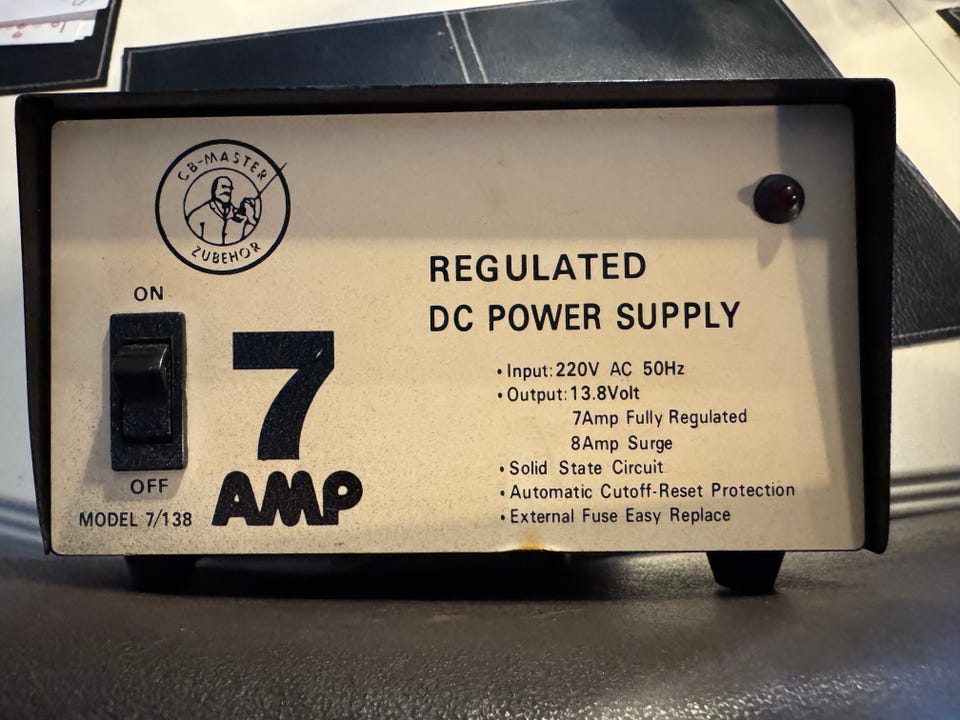 CB-MASTER
ZUBEHOR
ON
OFF
MODEL 7/138
7
AMP
REGULATED
DC POWER SUPPLY
• Input: 220V AC 50Hz
• Output: 13.8Volt
7Amp Fully Regulated
8Amp Surge
• Solid State Circuit
• Automatic Cutoff-Reset Protection
• External Fuse Easy Replace